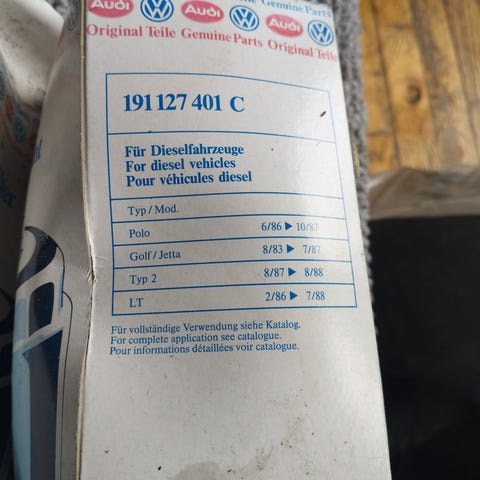 Audi Audi Genuine Parts Audi
Original Teile Genuine Parts Original Teile
191 127 401 C
Für Dieselfahrzeuge
For diesel vehicles
Pour véhicules diesel
Typ / Mod.
Polo 6/86 ▶ 10/87
Golf / Jetta 8/83 ▶ 7/87
Typ 2 8/87 ▶ 8/88
LT 2/86 ▶ 7/88
Für vollständige Verwendung siehe Katalog.
For complete application see catalogue.
Pour informations détaillées voir catalogue.